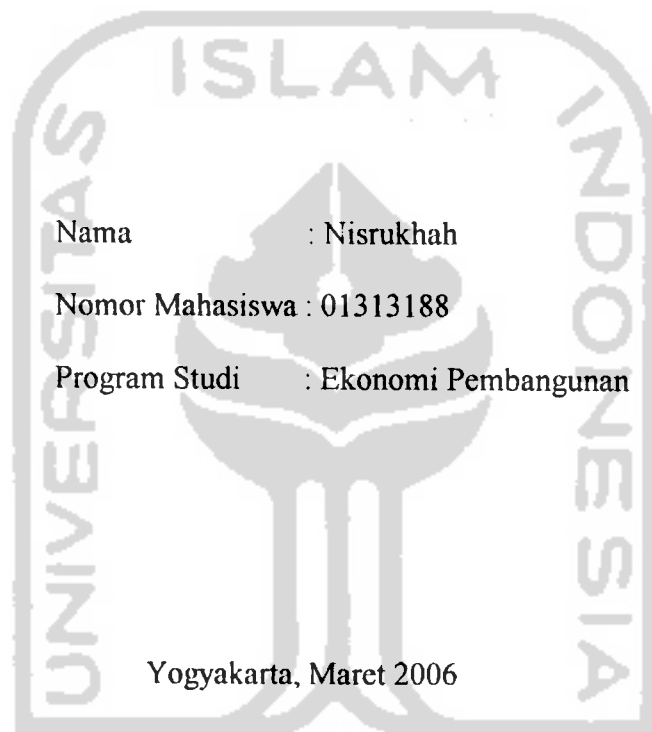 ISLAM
UNIVERSITAS
INDONESIA
Nama : Nisrukhah
Nomor Mahasiswa : 01313188
Program Studi : Ekonomi Pembangunan
Yogyakarta, Maret 2006